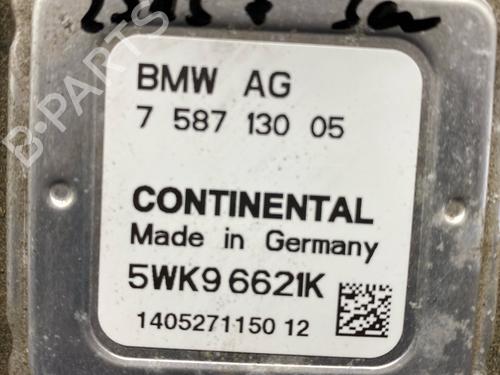 BMW AG
7 587 130 05
CONTINENTAL
Made in Germany
5WK9 6621K
1405271150 12
B-PARTS